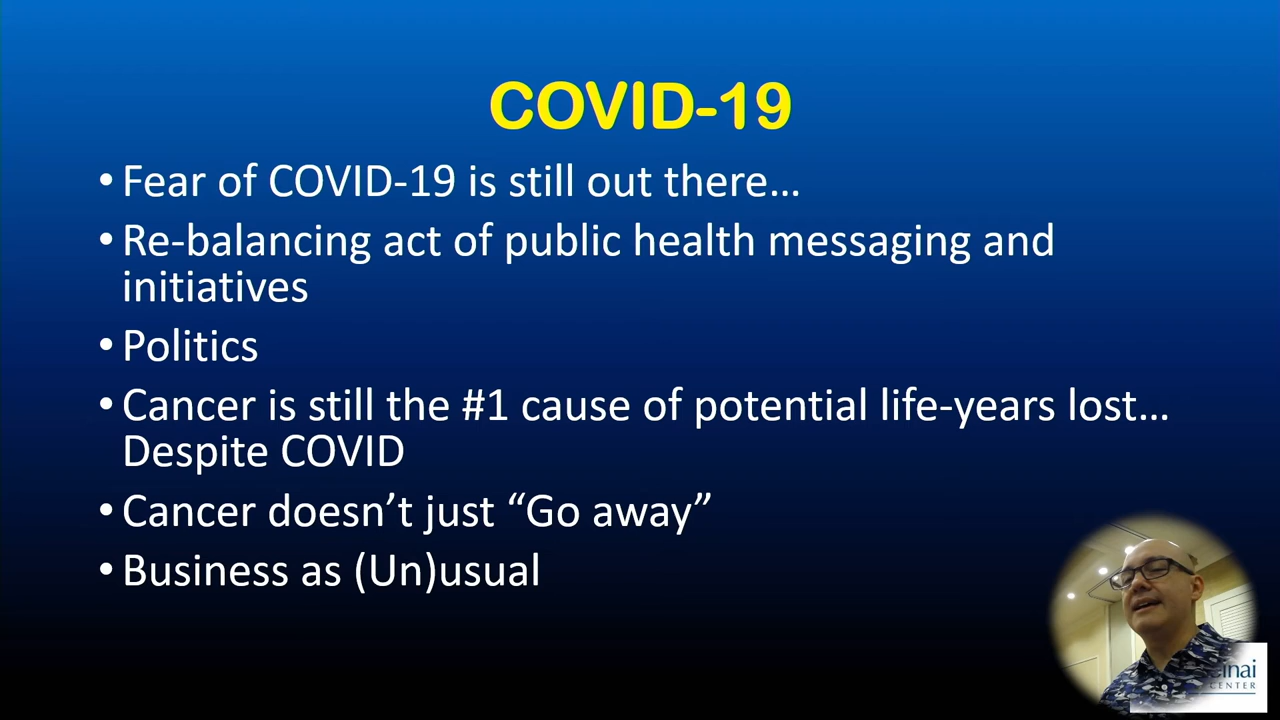 COVID-19
• Fear of COVID-19 is still out there…
• Re-balancing act of public health messaging and
initiatives
• Politics
• Cancer is still the #1 cause of potential life-years lost…
Despite COVID
• Cancer doesn’t just “Go away”
• Business as (Un)usual
inai
CENTER